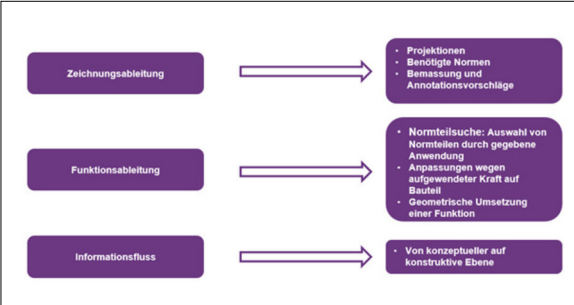 Zeichnungsableitung
• Projektionen
• Benötigte Normen
• Bemassung und
Annotationsvorschläge
Funktionsableitung
• Normteilsuche: Auswahl von
Normteilen durch gegebene
Anwendung
• Anpassungen wegen
aufgewendeter Kraft auf
Bauteil
• Geometrische Umsetzung
einer Funktion
Informationsfluss
• Von konzeptueller auf
konstruktive Ebene